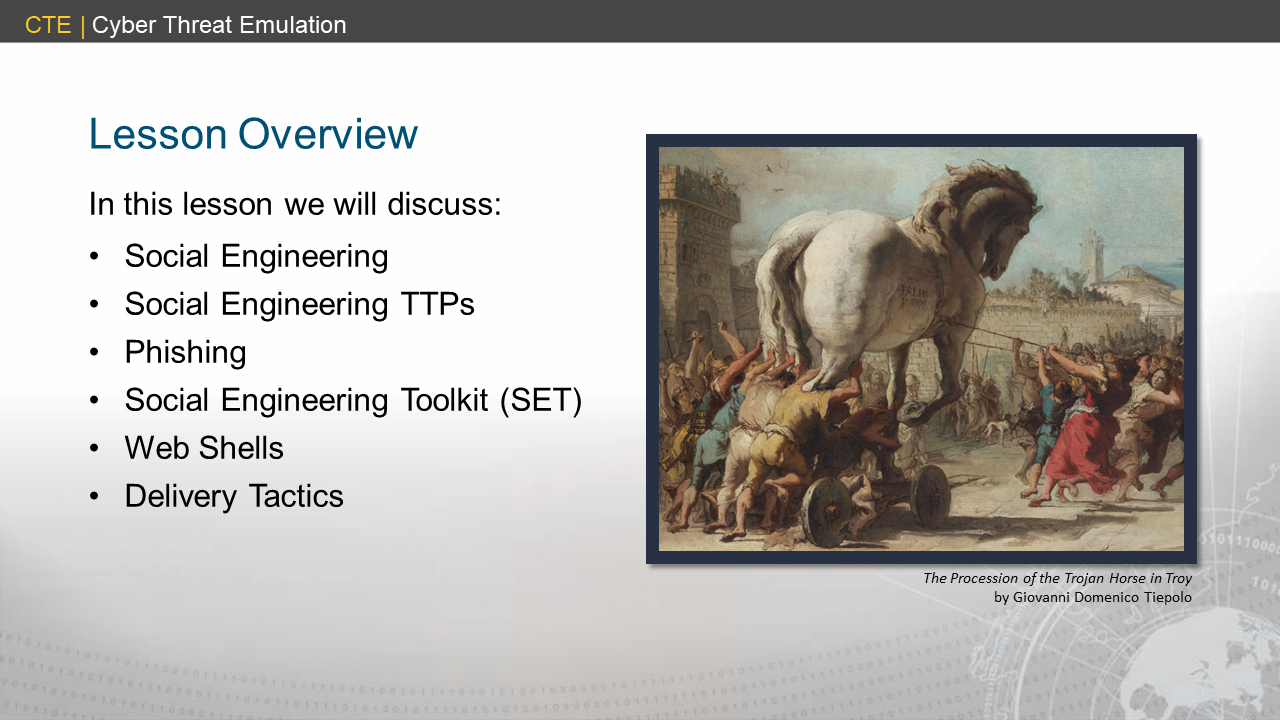 CTE | Cyber Threat Emulation
Lesson Overview
In this lesson we will discuss:
• Social Engineering
• Social Engineering TTPs
• Phishing
• Social Engineering Toolkit (SET)
• Web Shells
• Delivery Tactics
The Procession of the Trojan Horse in Troy
by Giovanni Domenico Tiepolo